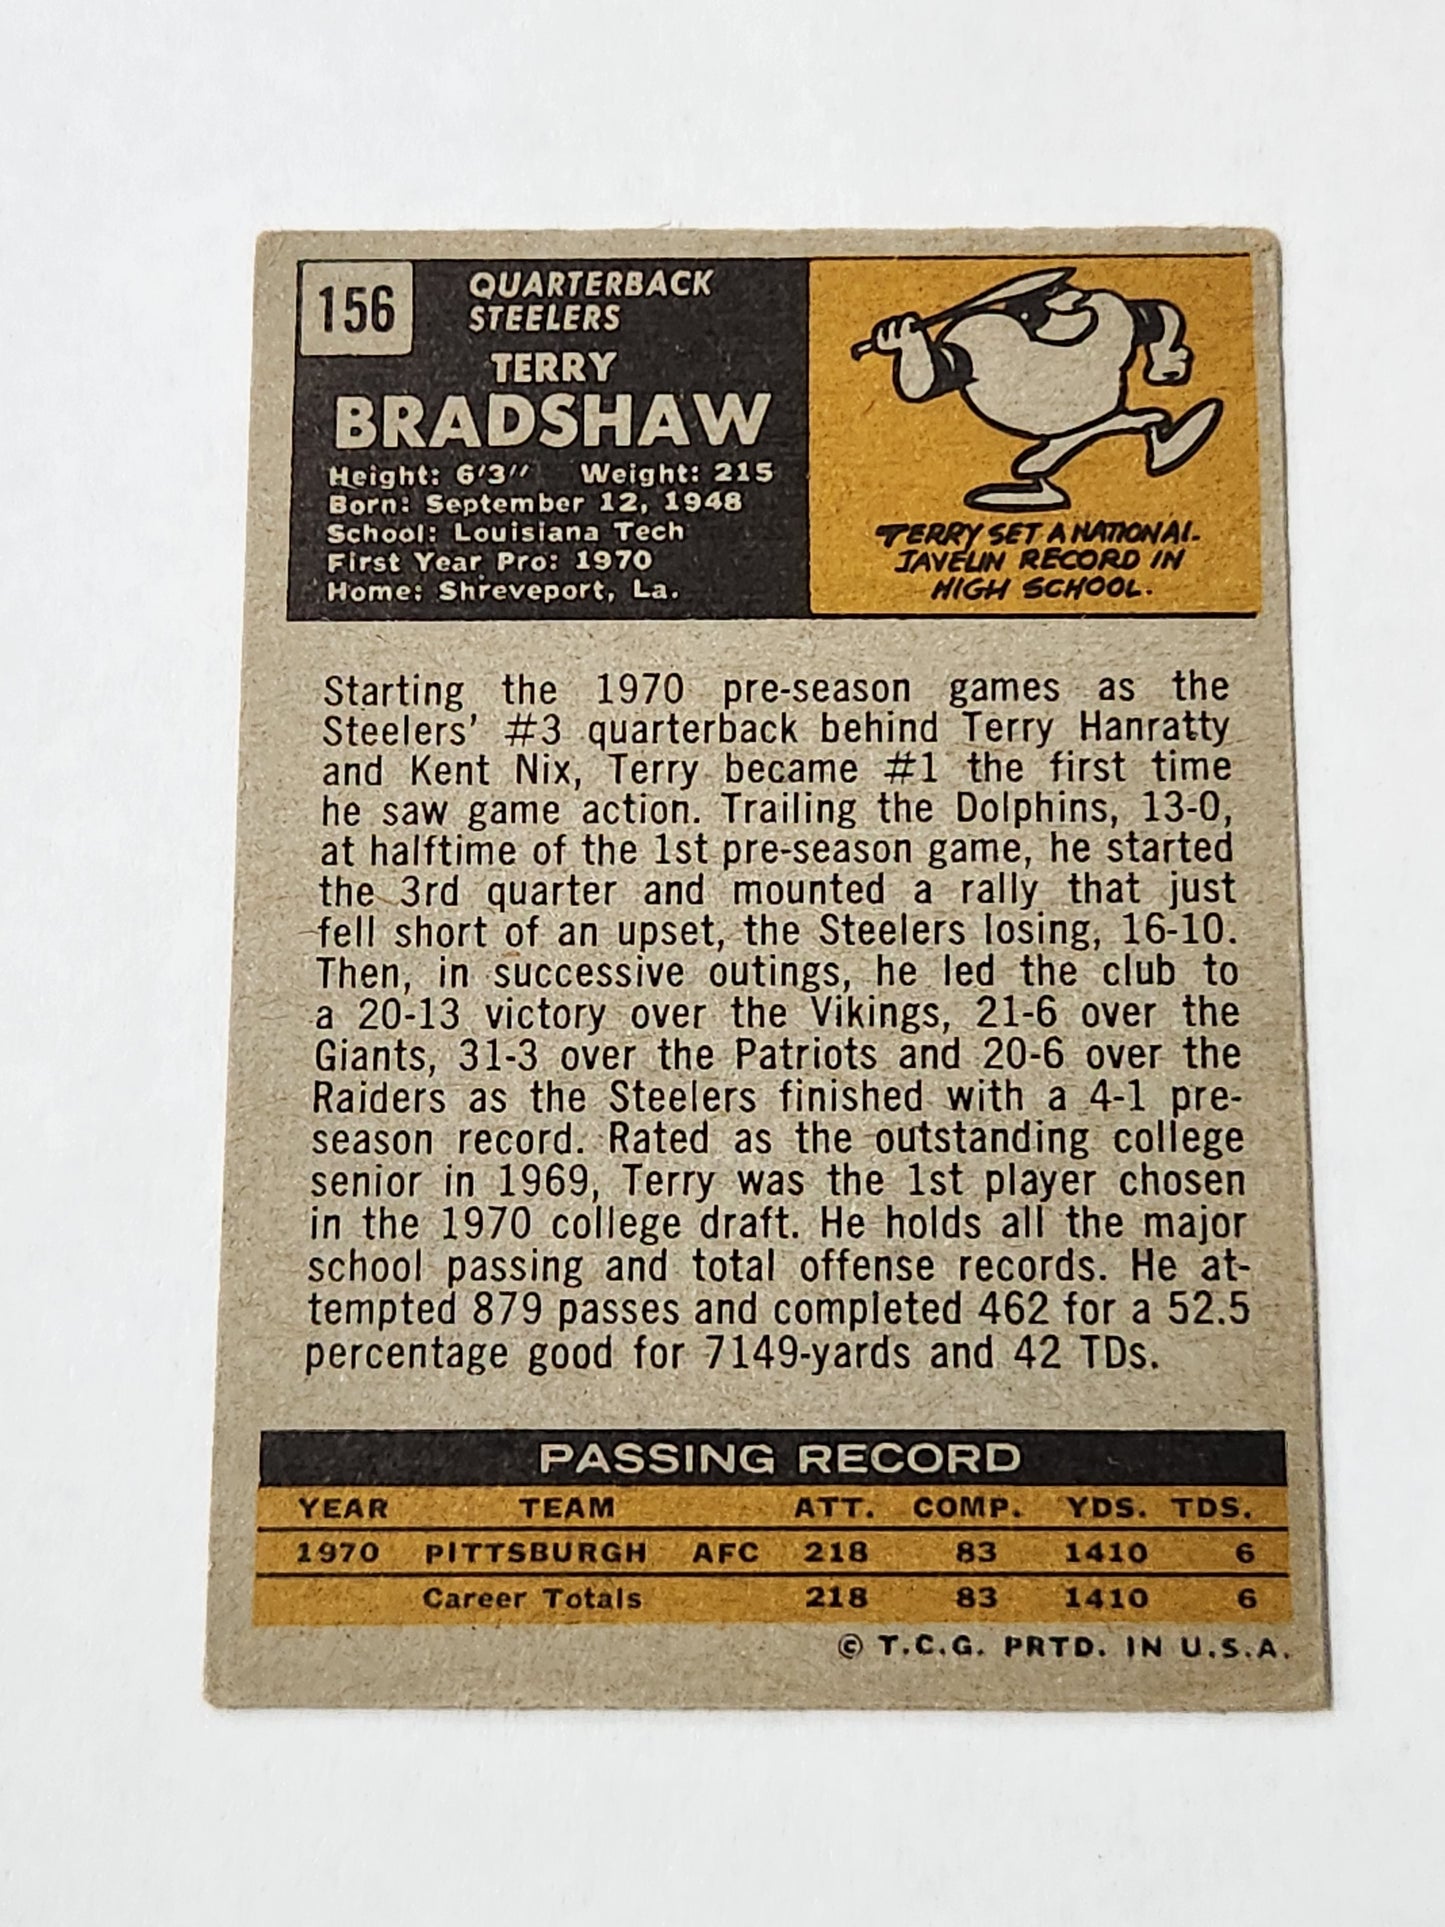 156
QUARTERBACK
STEELERS
TERRY
BRADSHAW
Height: 6'3" Weight: 215
Born: September 12, 1948
School: Louisiana Tech
First Year Pro: 1970
Home: Shreveport, La.
TERRY SET A NATIONAL
JAVELIN RECORD IN
HIGH SCHOOL.
Starting the 1970 pre-season games as the
Steelers' #3 quarterback behind Terry Hanratty
and Kent Nix, Terry became #1 the first time
he saw game action. Trailing the Dolphins, 13-0,
at halftime of the 1st pre-season game, he started
the 3rd quarter and mounted a rally that just
fell short of an upset, the Steelers losing, 16-10.
Then, in successive outings, he led the club to
a 20-13 victory over the Vikings, 21-6 over the
Giants, 31-3 over the Patriots and 20-6 over the
Raiders as the Steelers finished with a 4-1 pre-
season record. Rated as the outstanding college
senior in 1969, Terry was the 1st player chosen
in the 1970 college draft. He holds all the major
school passing and total offense records. He at-
tempted 879 passes and completed 462 for a 52.5
percentage good for 7149-yards and 42 TDs.
PASSING RECORD
YEAR TEAM ATT. COMP. YDS. TDS.
1970 PITTSBURGH AFC 218 83 1410 6
Career Totals 218 83 1410 6
© T.C.G. PRTD. IN U.S.A.